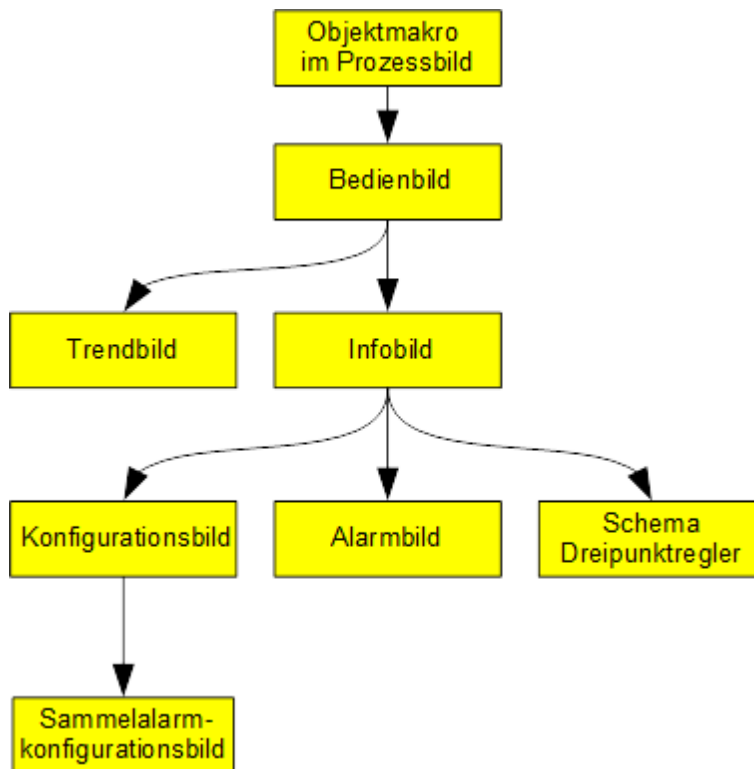 Objektmakro
im Prozessbild
Bedienbild
Trendbild
Infobild
Konfigurationsbild
Alarmbild
Schema
Dreipunktregler
Sammelalarm-
konfigurationsbild